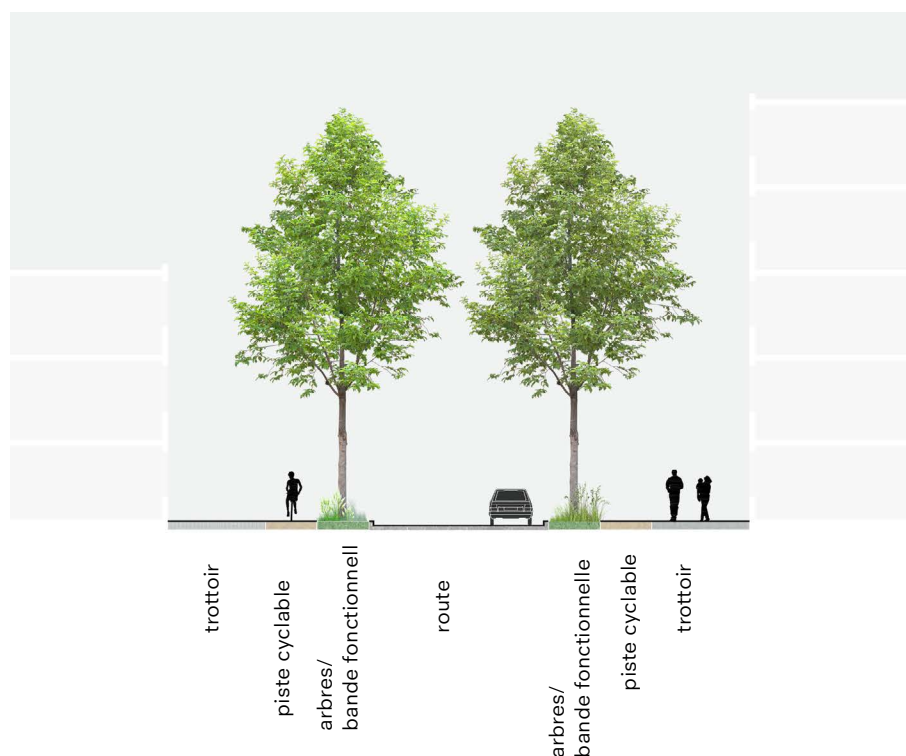 trottoir
piste cyclable
arbres/
bande fonctionnell
route
arbres/
bande fonctionnelle
piste cyclable
trottoir